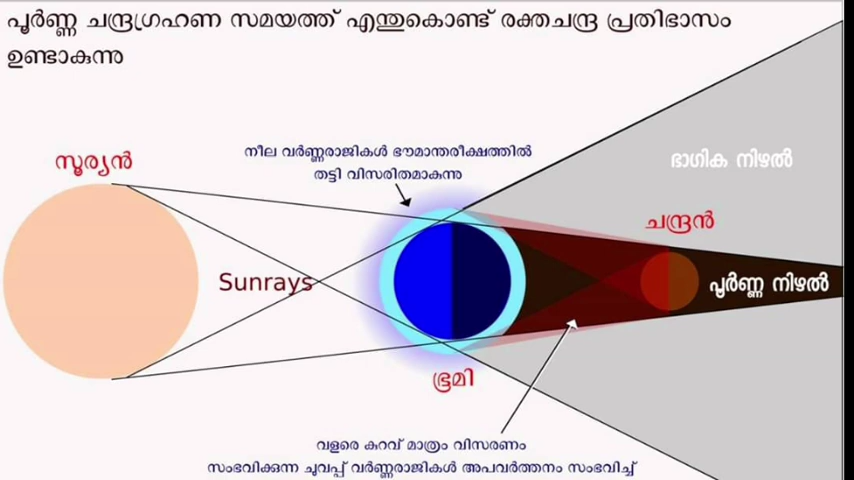 പൂർണ്ണ ചന്ദ്രഗ്രഹണ സമയത്ത് എന്തുകൊണ്ട് രക്തചന്ദ്ര പ്രതിഭാസം
ഉണ്ടാകുന്നു
നീല വർണ്ണരാജികൾ ഭൗമാന്തരീക്ഷത്തിൽ
തട്ടി വിസരിതമാകുന്നു
സൂര്യൻ
ഭാഗിക നിഴൽ
ചന്ദ്രൻ
Sunrays
പൂർണ്ണ നിഴൽ
ഭൂമി
വളരെ കുറവ് മാത്രം വിസരണം
സംഭവിക്കുന്ന ചുവപ്പ് വർണ്ണരാജികൾ അപവർത്തനം സംഭവിച്ച്